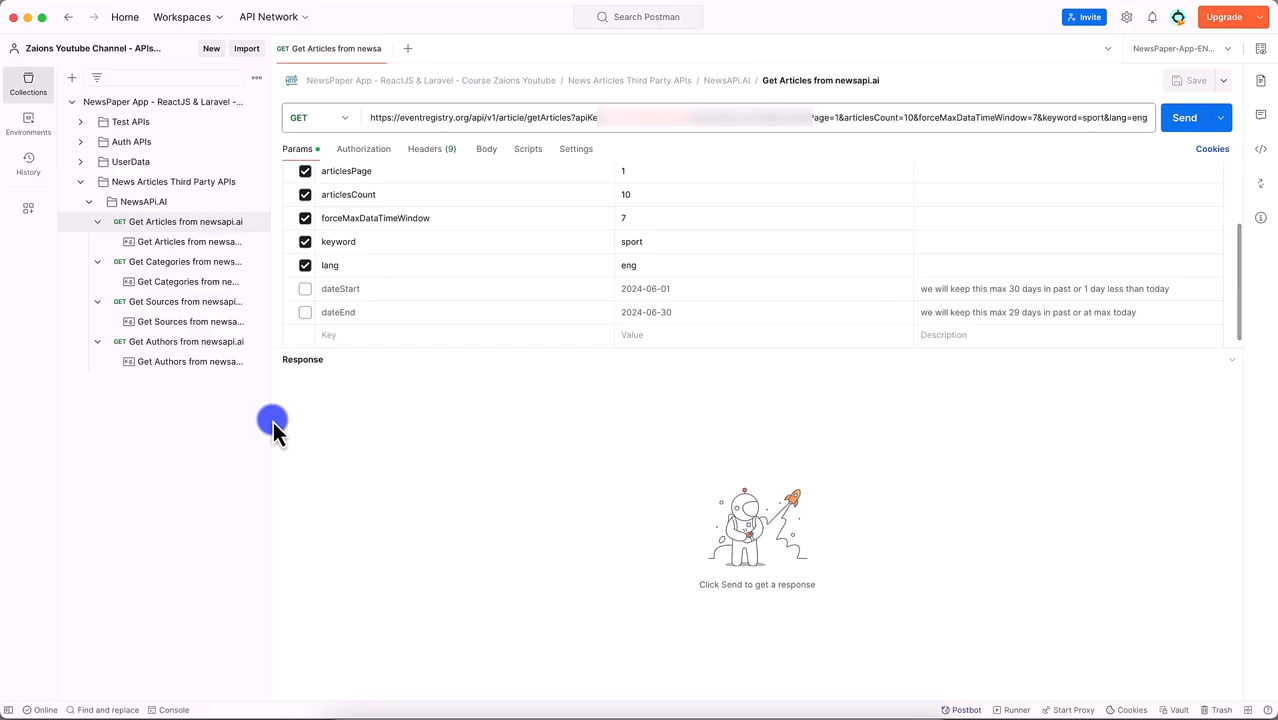 Home
Workspaces
API Network
Search Postman
Invite
Upgrade
Zaions Youtube Channel - APIs...
New
Import
GET Get Articles from newsa
NewsPaper-App-EN...
Collections
Environments
History
NewsPaper App - ReactJS & Laravel -...
Test APIs
Auth APIs
UserData
News Articles Third Party APIs
NewsAPi.AI
GET Get Articles from newsapi.ai
Get Articles from newsa...
GET Get Categories from news...
Get Categories from ne...
GET Get Sources from newsapi...
Get Sources from newsa...
GET Get Authors from newsapi.ai
Get Authors from newsa...
NewsPaper App - ReactJS & Laravel - Course Zaions Youtube / News Articles Third Party APIs / NewsAPi.AI / Get Articles from newsapi.ai
Save
GET
https://eventregistry.org/api/v1/article/getArticles?apiKe
Page=1&articlesCount=10&forceMaxDataTimeWindow=7&keyword=sport&lang=eng
Send
Params
Authorization
Headers (9)
Body
Scripts
Settings
Cookies
articlesPage 1
articlesCount 10
forceMaxDataTimeWindow 7
keyword sport
lang eng
dateStart 2024-06-01 we will keep this max 30 days in past or 1 day less than today
dateEnd 2024-06-30 we will keep this max 29 days in past or at max today
Key Value Description
Response
Click Send to get a response
Online
Find and replace
Console
Postbot
Runner
Start Proxy
Cookies
Vault
Trash